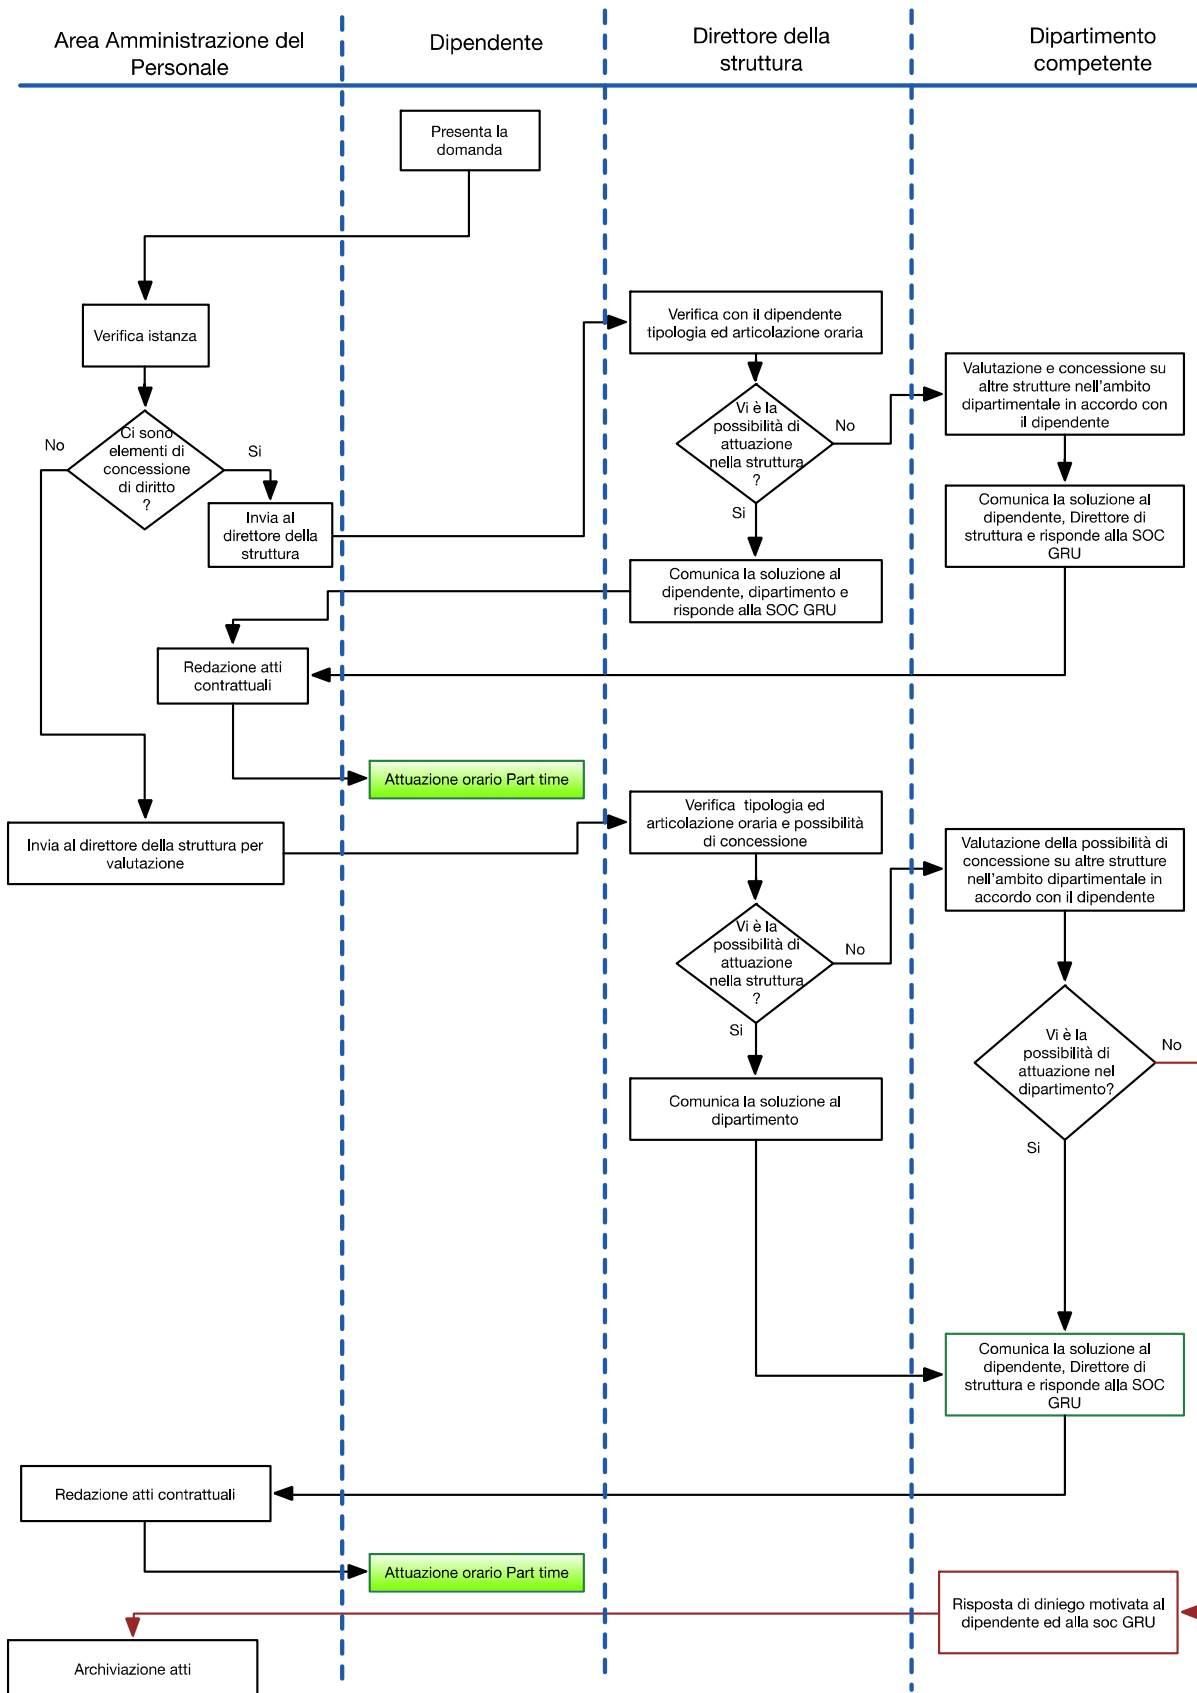 Area Amministrazione del
Personale
Dipendente
Direttore della
struttura
Dipartimento
competente
Presenta la
domanda
Verifica istanza
Verifica con il dipendente
tipologia ed articolazione oraria
Valutazione e concessione su
altre strutture nell'ambito
dipartimentale in accordo con
il dipendente
Vi è la
possibilità di
attuazione
nella struttura
?
No
Si
No
Ci sono
elementi di
concessione
di diritto
?
Si
Invia al
direttore della
struttura
Comunica la soluzione al
dipendente, Direttore di
struttura e risponde alla SOC
GRU
Comunica la soluzione al
dipendente, dipartimento e
risponde alla SOC GRU
Redazione atti
contrattuali
Attuazione orario Part time
Invia al direttore della struttura per
valutazione
Verifica  tipologia ed
articolazione oraria e possibilità
di concessione
Valutazione della possibilità di
concessione su altre strutture
nell'ambito dipartimentale in
accordo con il dipendente
Vi è la
possibilità di
attuazione
nella struttura
?
No
Si
Vi è la
possibilità di
attuazione nel
dipartimento?
No
Si
Comunica la soluzione al
dipartimento
Comunica la soluzione al
dipendente, Direttore di
struttura e risponde alla SOC
GRU
Redazione atti contrattuali
Attuazione orario Part time
Risposta di diniego motivata al
dipendente ed alla soc GRU
Archiviazione atti